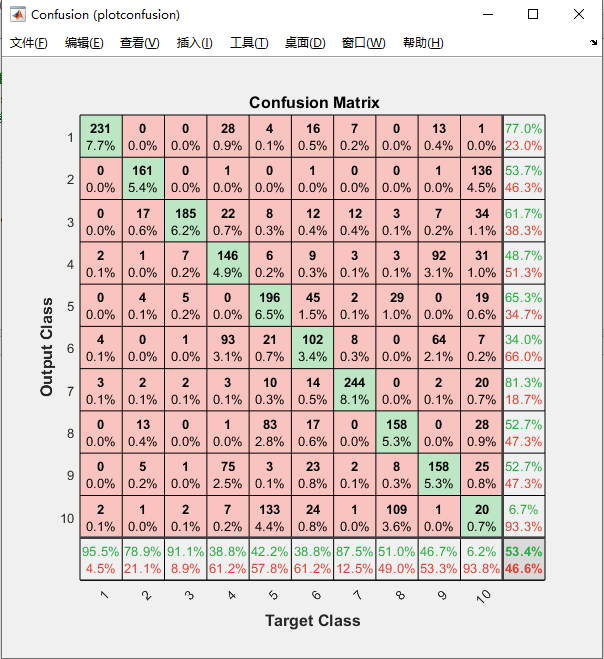 Confusion (plotconfusion)
文件(F) 编辑(E) 查看(V) 插入(I) 工具(T) 桌面(D) 窗口(W) 帮助(H)
Confusion Matrix
1 231 0 0 28 4 16 7 0 13 1 77.0%
7.7% 0.0% 0.0% 0.9% 0.1% 0.5% 0.2% 0.0% 0.4% 0.0% 23.0%
2 0 161 0 1 0 1 0 0 1 136 53.7%
0.0% 5.4% 0.0% 0.0% 0.0% 0.0% 0.0% 0.0% 0.0% 4.5% 46.3%
3 0 17 185 22 8 12 12 3 7 34 61.7%
0.0% 0.6% 6.2% 0.7% 0.3% 0.4% 0.4% 0.1% 0.2% 1.1% 38.3%
4 2 1 7 146 6 9 3 3 92 31 48.7%
0.1% 0.0% 0.2% 4.9% 0.2% 0.3% 0.1% 0.1% 3.1% 1.0% 51.3%
5 0 4 5 0 196 45 2 29 0 19 65.3%
0.0% 0.1% 0.2% 0.0% 6.5% 1.5% 0.1% 1.0% 0.0% 0.6% 34.7%
6 4 0 1 93 21 102 8 0 64 7 34.0%
0.1% 0.0% 0.0% 3.1% 0.7% 3.4% 0.3% 0.0% 2.1% 0.2% 66.0%
7 3 2 2 3 10 14 244 0 2 20 81.3%
0.1% 0.1% 0.1% 0.1% 0.3% 0.5% 8.1% 0.0% 0.1% 0.7% 18.7%
8 0 13 0 1 83 17 0 158 0 28 52.7%
0.0% 0.4% 0.0% 0.0% 2.8% 0.6% 0.0% 5.3% 0.0% 0.9% 47.3%
9 0 5 1 75 3 23 2 8 158 25 52.7%
0.0% 0.2% 0.0% 2.5% 0.1% 0.8% 0.1% 0.3% 5.3% 0.8% 47.3%
10 2 1 2 7 133 24 1 109 1 20 6.7%
0.1% 0.0% 0.1% 0.2% 4.4% 0.8% 0.0% 3.6% 0.0% 0.7% 93.3%
95.5% 78.9% 91.1% 38.8% 42.2% 38.8% 87.5% 51.0% 46.7% 6.2% 53.4%
4.5% 21.1% 8.9% 61.2% 57.8% 61.2% 12.5% 49.0% 53.3% 93.8% 46.6%
1 2 3 4 5 6 7 8 9 10
Target Class
Output Class